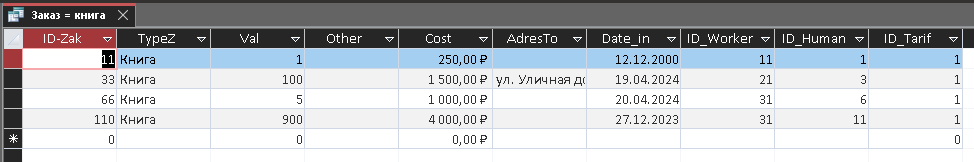 Заказ = книга
ID-Zak TypeZ Val Other Cost AdresTo Date_in ID_Worker ID_Human ID_Tarif
11 Книга 1 250,00 ₽ 12.12.2000 11 1 1
33 Книга 100 1 500,00 ₽ ул. Уличная до 19.04.2024 21 3 1
66 Книга 5 1 000,00 ₽ 20.04.2024 31 6 1
110 Книга 900 4 000,00 ₽ 27.12.2023 31 11 1
* 0 0 0,00 ₽ 0